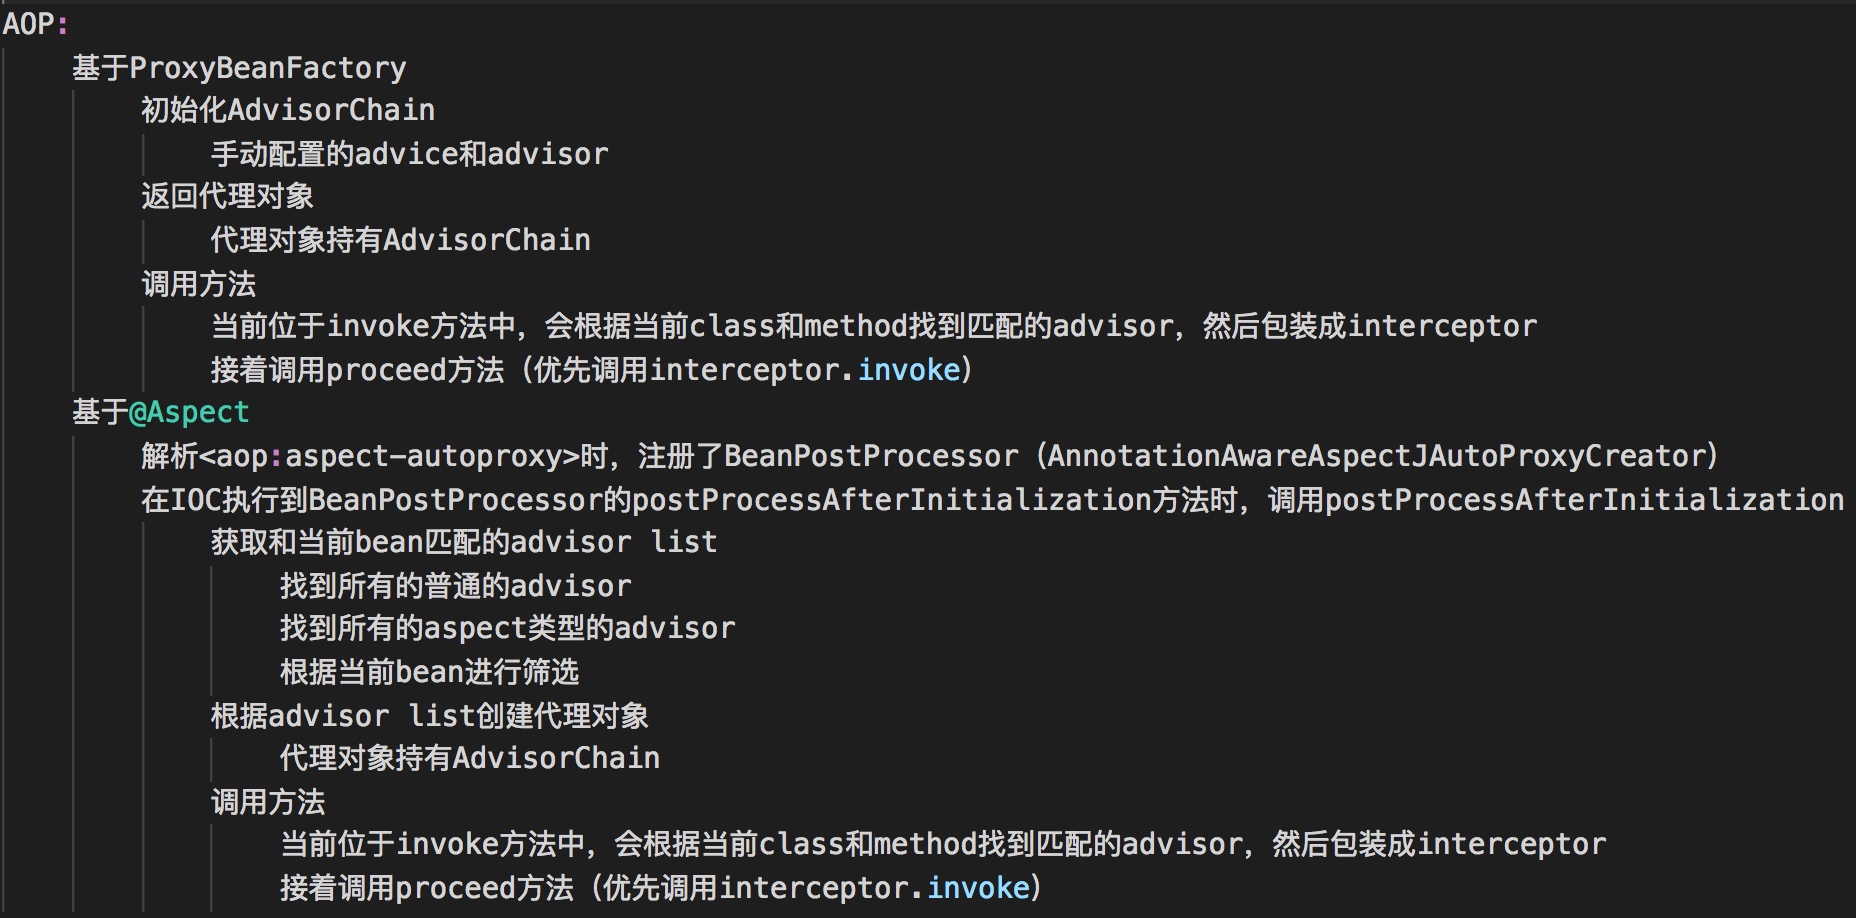 AOP:
基于ProxyBeanFactory
初始化AdvisorChain
手动配置的advice和advisor
返回代理对象
代理对象持有AdvisorChain
调用方法
当前位于invoke方法中，会根据当前class和method找到匹配的advisor，然后包装成interceptor
接着调用proceed方法（优先调用interceptor.invoke）
基于@Aspect
解析<aop:aspect-autoproxy>时，注册了BeanPostProcessor（AnnotationAwareAspectJAutoProxyCreator）
在IOC执行到BeanPostProcessor的postProcessAfterInitialization方法时，调用postProcessAfterInitialization
获取和当前bean匹配的advisor list
找到所有的普通的advisor
找到所有的aspect类型的advisor
根据当前bean进行筛选
根据advisor list创建代理对象
代理对象持有AdvisorChain
调用方法
当前位于invoke方法中，会根据当前class和method找到匹配的advisor，然后包装成interceptor
接着调用proceed方法（优先调用interceptor.invoke）